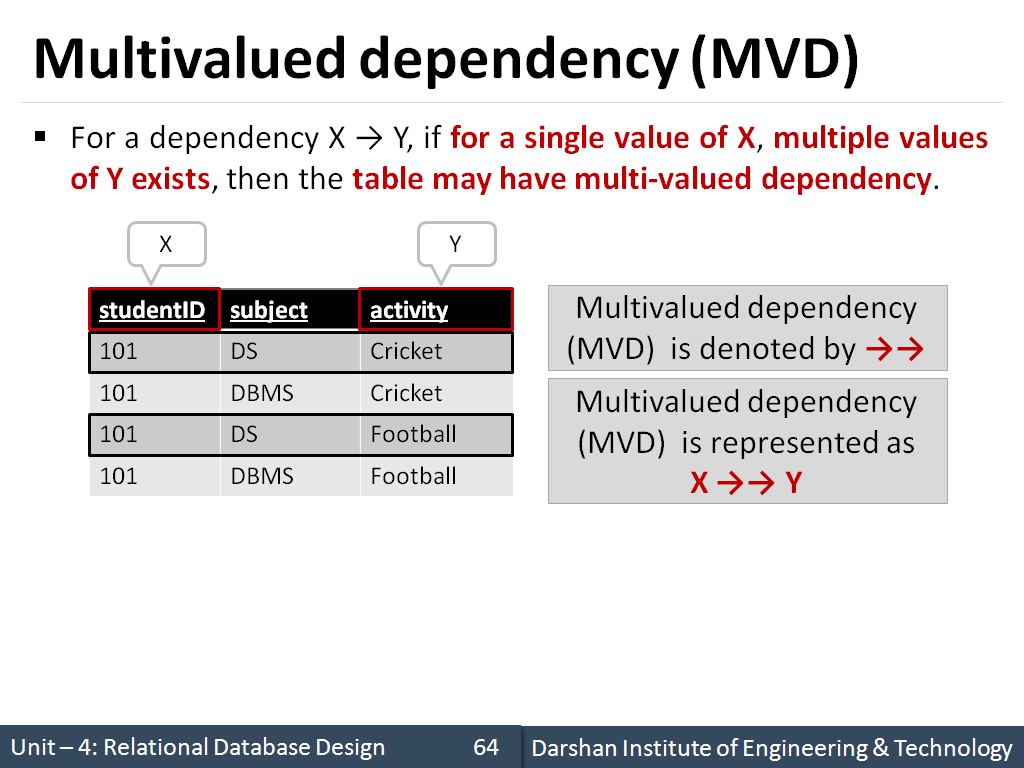 Multivalued dependency (MVD)
▪ For a dependency X → Y, if for a single value of X, multiple values
of Y exists, then the table may have multi-valued dependency.
X Y
studentID subject activity
101 DS Cricket
101 DBMS Cricket
101 DS Football
101 DBMS Football
Multivalued dependency
(MVD) is denoted by →→
Multivalued dependency
(MVD) is represented as
X →→ Y
Unit – 4: Relational Database Design 64 Darshan Institute of Engineering & Technology